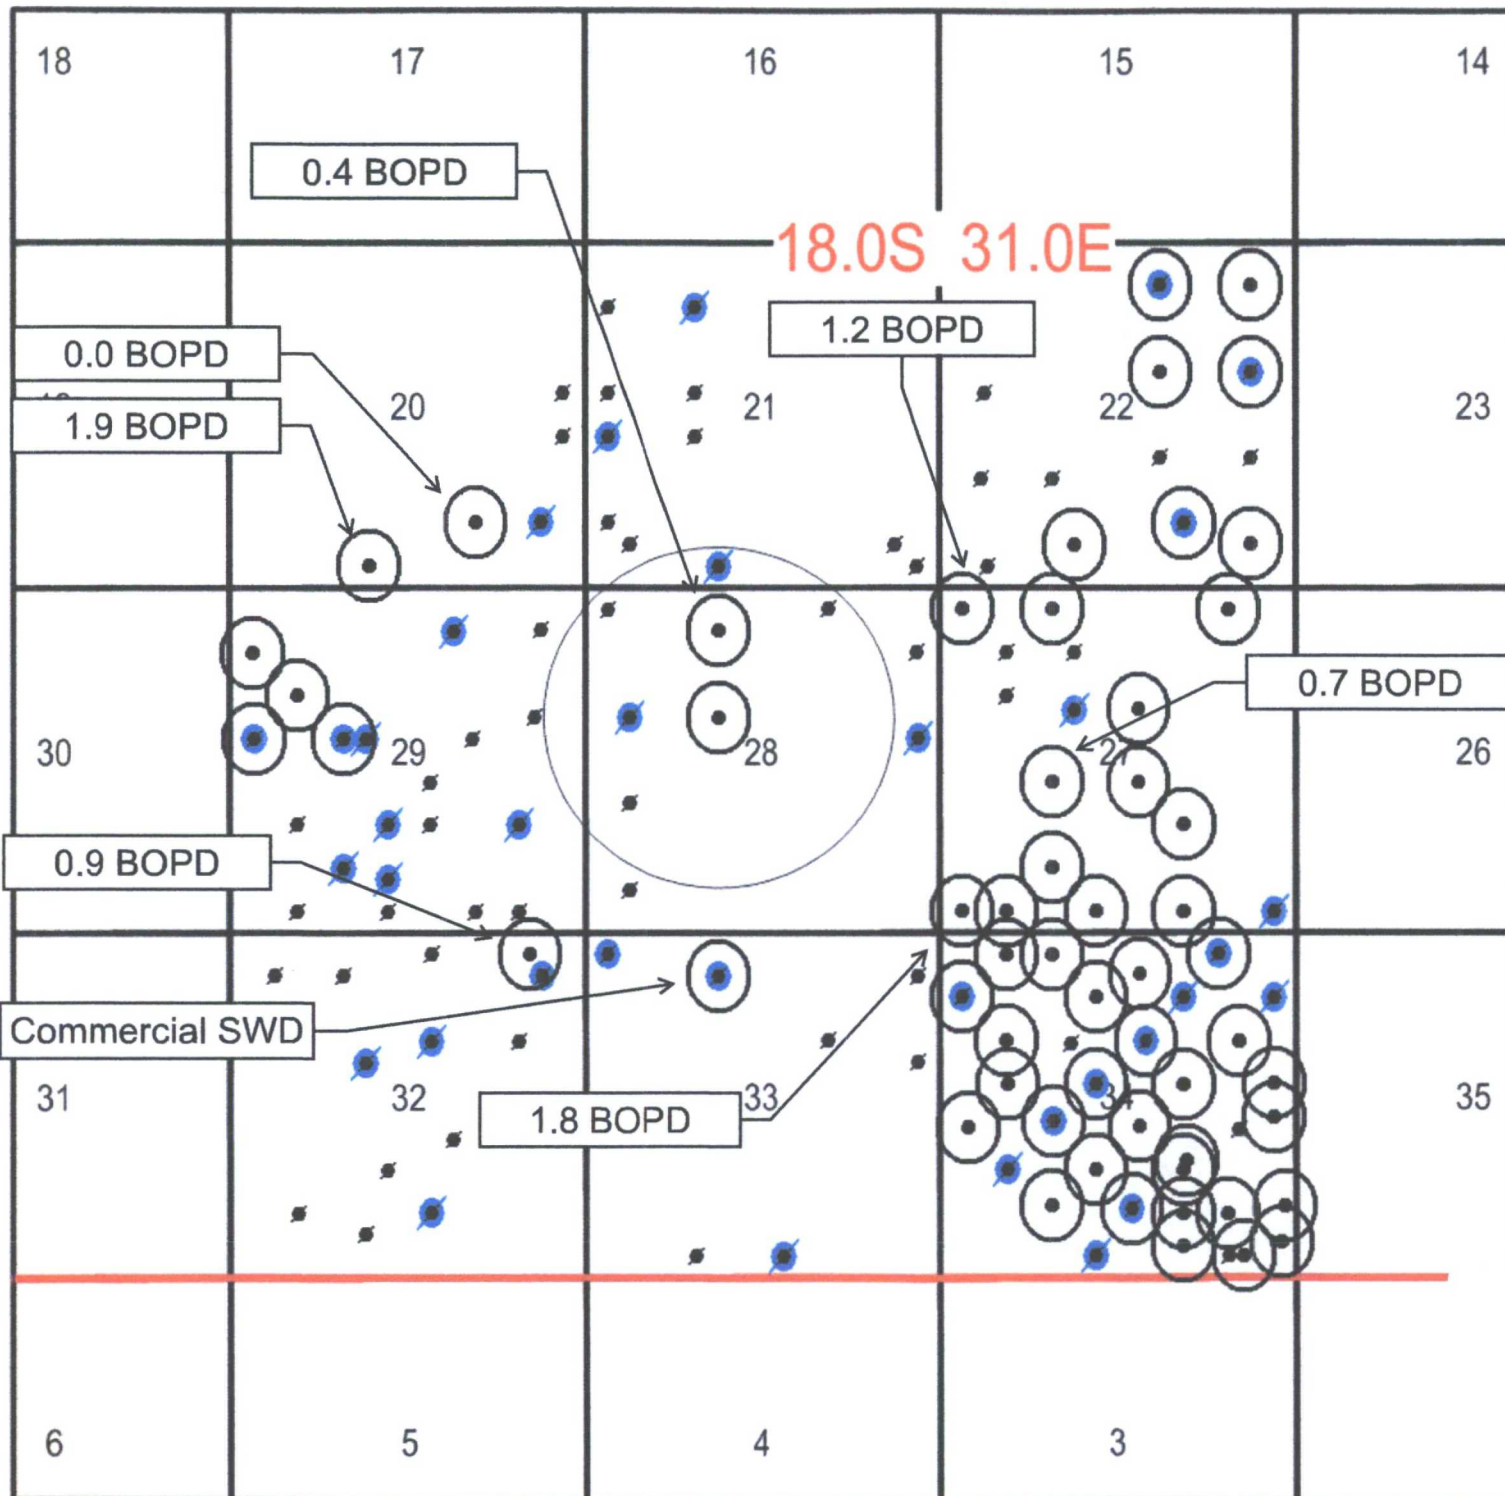 18 17 16 15 14
0.4 BOPD
18.0S 31.0E
1.2 BOPD
0.0 BOPD
20 21 22 23
1.9 BOPD
0.7 BOPD
30 29 28 27 26
0.9 BOPD
Commercial SWD
31 32 33 34 35
1.8 BOPD
6 5 4 3